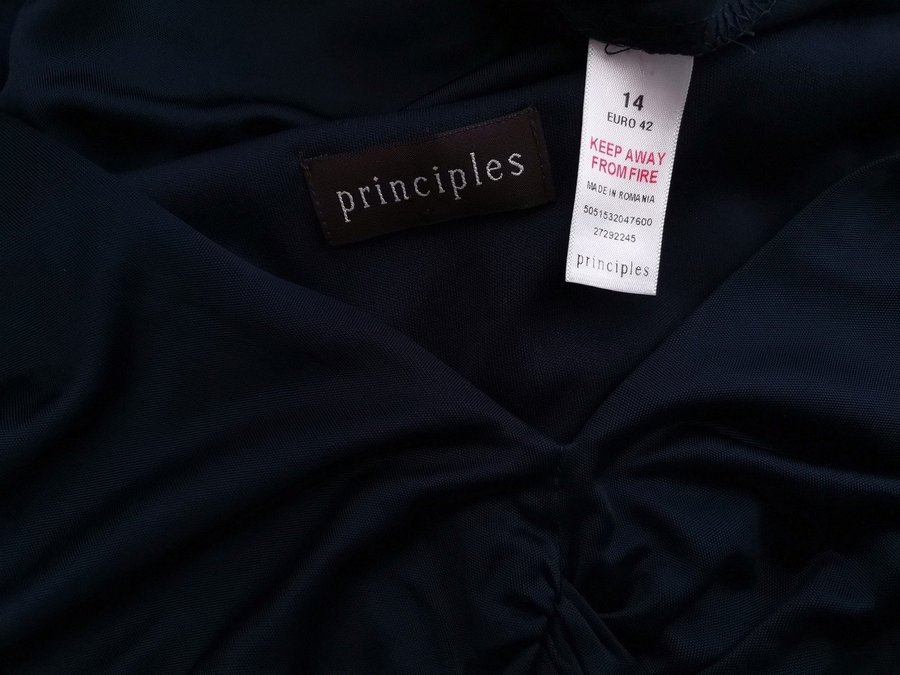 principles
14
EURO 42
KEEP AWAY
FROM FIRE
MADE IN ROMANIA
5051532047600
27292245
principles